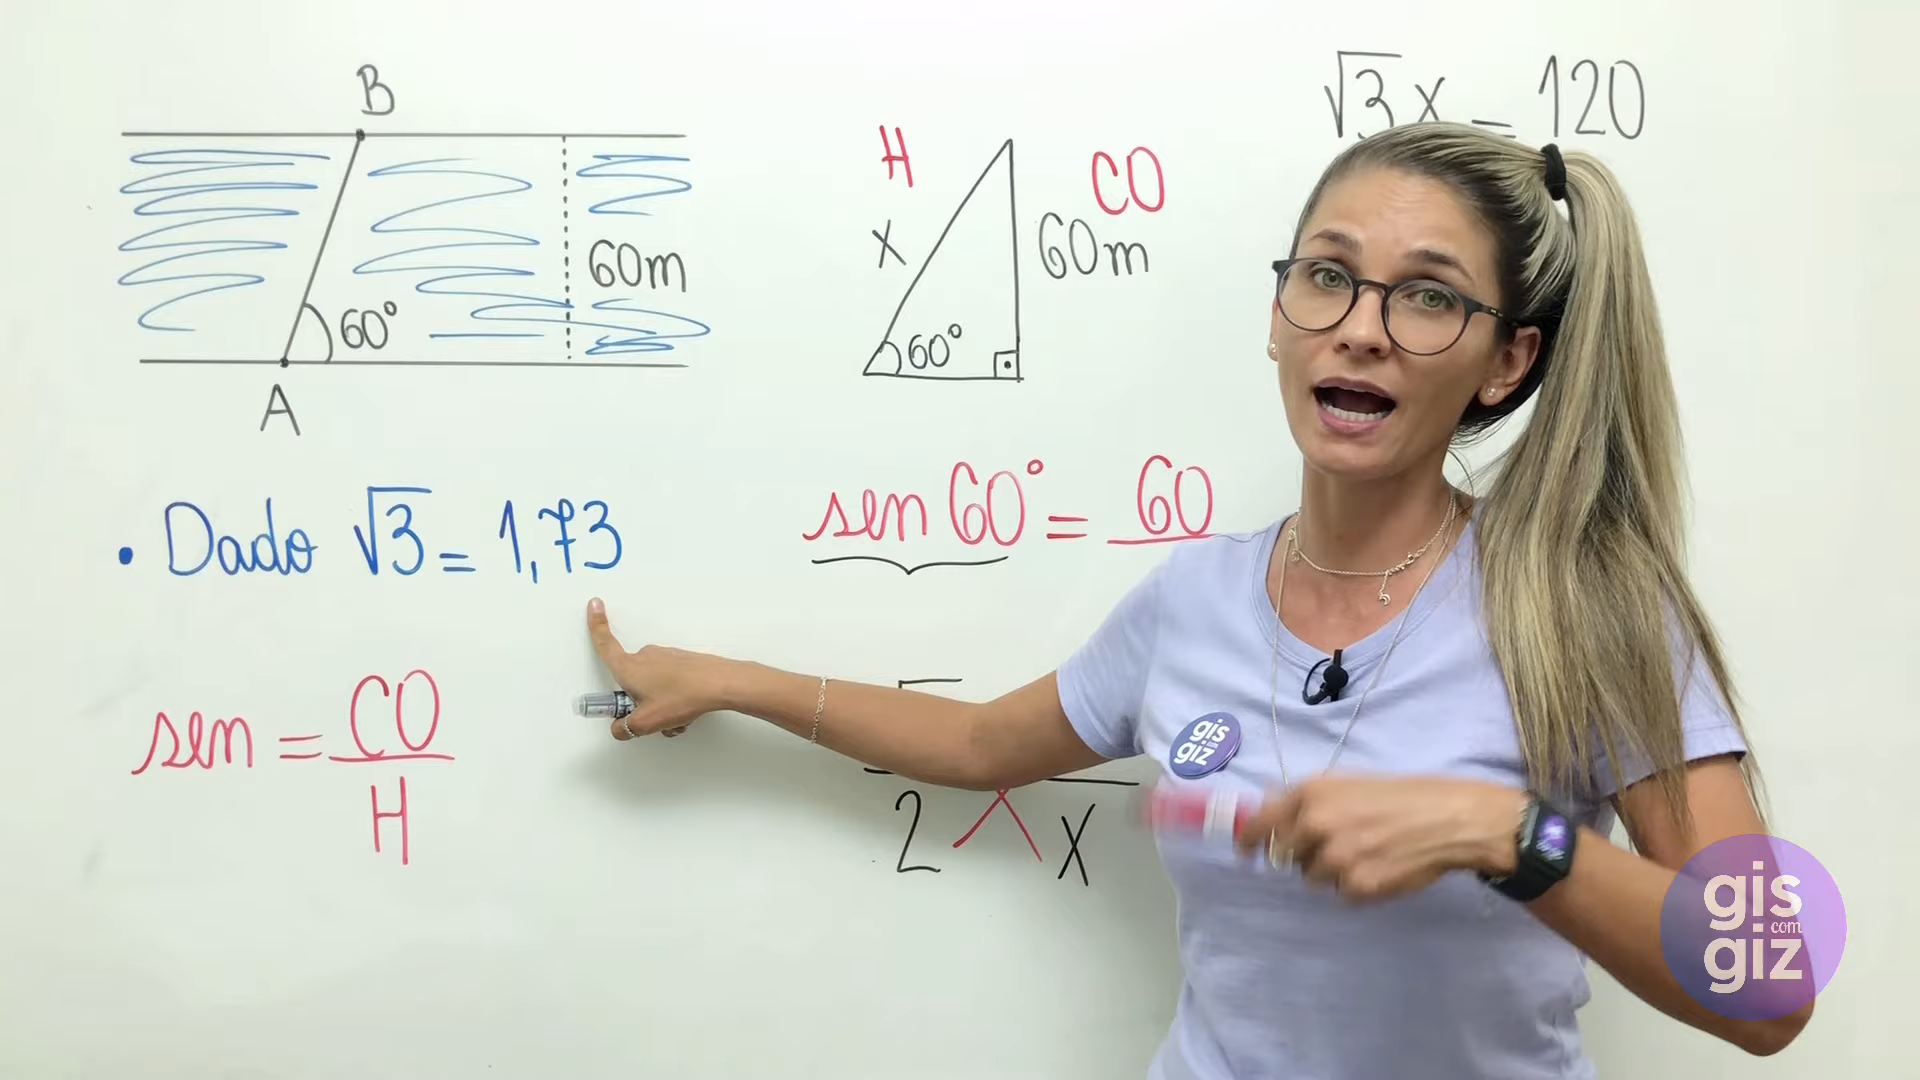 B
60m
60°
A
• Dado √3 = 1,73
sen = CO
H
H
CO
x
60m
60°
sen 60° = 60
2
x
√3 x = 120
gis
giz
gis
com
giz